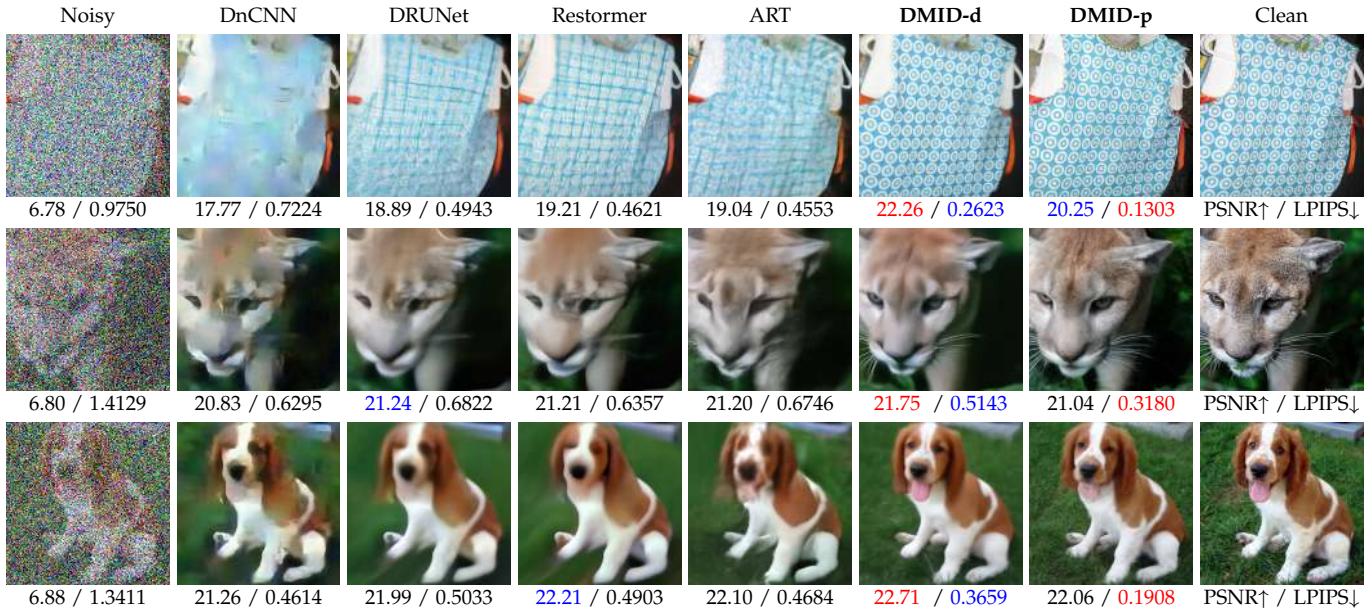 Noisy DnCNN DRUNet Restormer ART DMID-d DMID-p Clean
6.78 / 0.9750 17.77 / 0.7224 18.89 / 0.4943 19.21 / 0.4621 19.04 / 0.4553 22.26 / 0.2623 20.25 / 0.1303 PSNR↑ / LPIPS↓
6.80 / 1.4129 20.83 / 0.6295 21.24 / 0.6822 21.21 / 0.6357 21.20 / 0.6746 21.75 / 0.5143 21.04 / 0.3180 PSNR↑ / LPIPS↓
6.88 / 1.3411 21.26 / 0.4614 21.99 / 0.5033 22.21 / 0.4903 22.10 / 0.4684 22.71 / 0.3659 22.06 / 0.1908 PSNR↑ / LPIPS↓